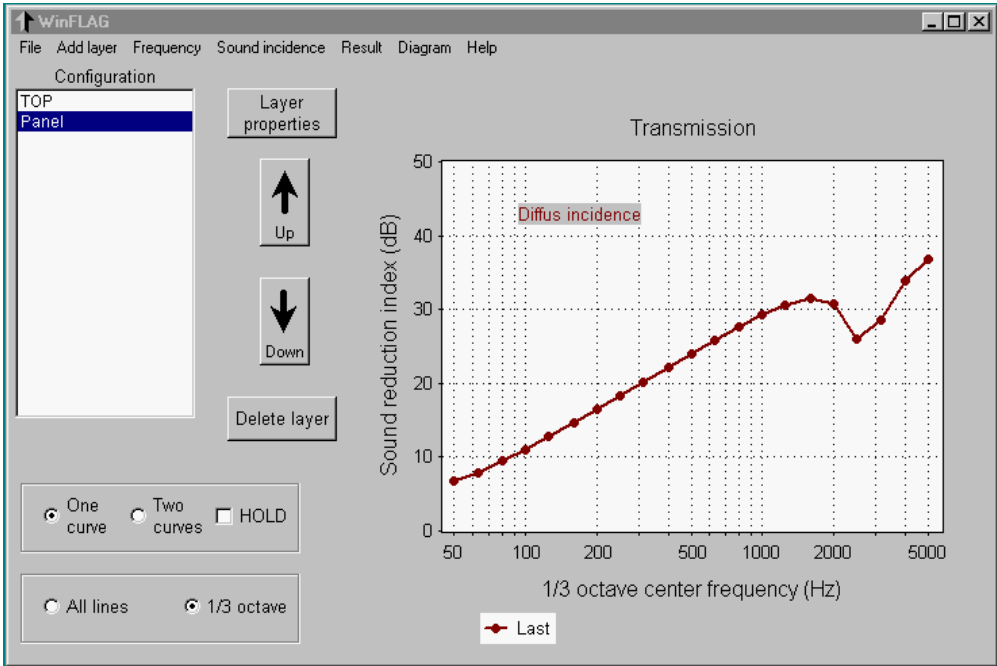 WinFLAG
File Add layer Frequency Sound incidence Result Diagram Help
Configuration
TOP
Panel
Layer
properties
Up
Down
Delete layer
One
curve
Two
curves
HOLD
All lines
1/3 octave
Transmission
Diffus incidence
Sound reduction index (dB)
50
40
30
20
10
0
50 100 200 500 1000 2000 5000
1/3 octave center frequency (Hz)
Last